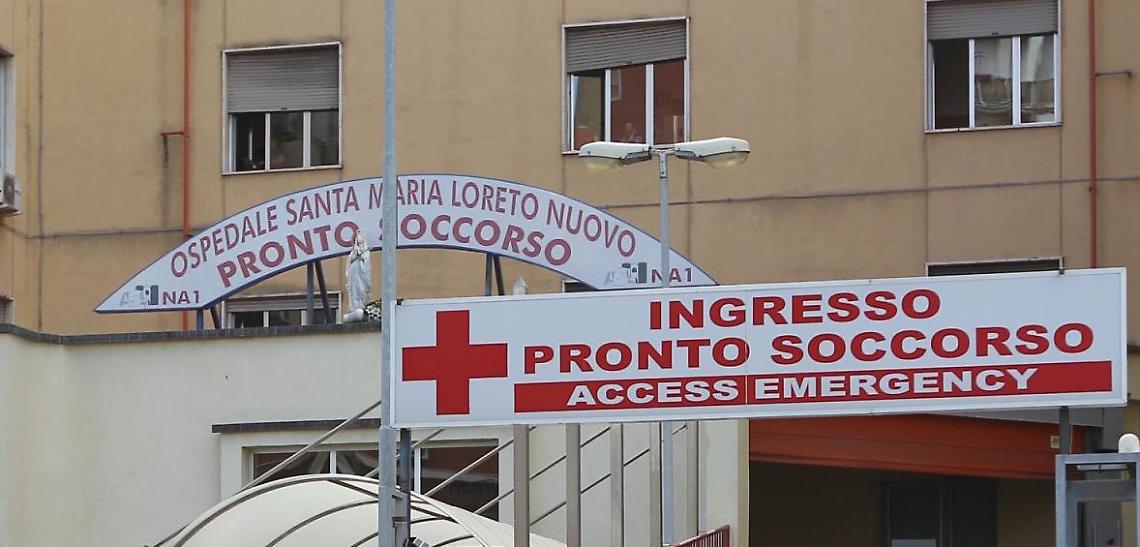 OSPEDALE SANTA MARIA LORETO NUOVO
PRONTO SOCCORSO
NA1
NA1
INGRESSO
PRONTO SOCCORSO
ACCESS EMERGENCY